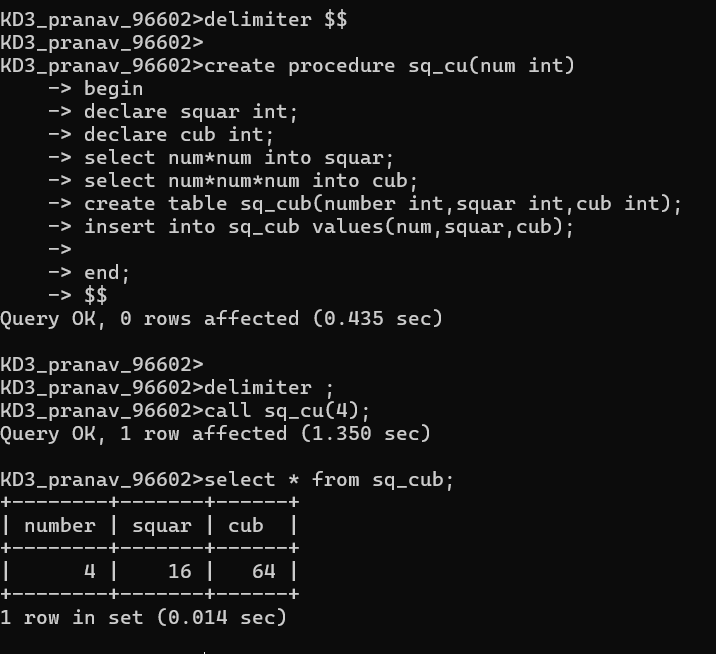 KD3_pranav_96602>delimiter $$
KD3_pranav_96602>
KD3_pranav_96602>create procedure sq_cu(num int)
    -> begin
    -> declare squar int;
    -> declare cub int;
    -> select num*num into squar;
    -> select num*num*num into cub;
    -> create table sq_cub(number int,squar int,cub int);
    -> insert into sq_cub values(num,squar,cub);
    ->
    -> end;
    -> $$
Query OK, 0 rows affected (0.435 sec)

KD3_pranav_96602>
KD3_pranav_96602>delimiter ;
KD3_pranav_96602>call sq_cu(4);
Query OK, 1 row affected (1.350 sec)

KD3_pranav_96602>select * from sq_cub;
+--------+-------+------+
| number | squar | cub  |
+--------+-------+------+
|      4 |    16 |   64 |
+--------+-------+------+
1 row in set (0.014 sec)